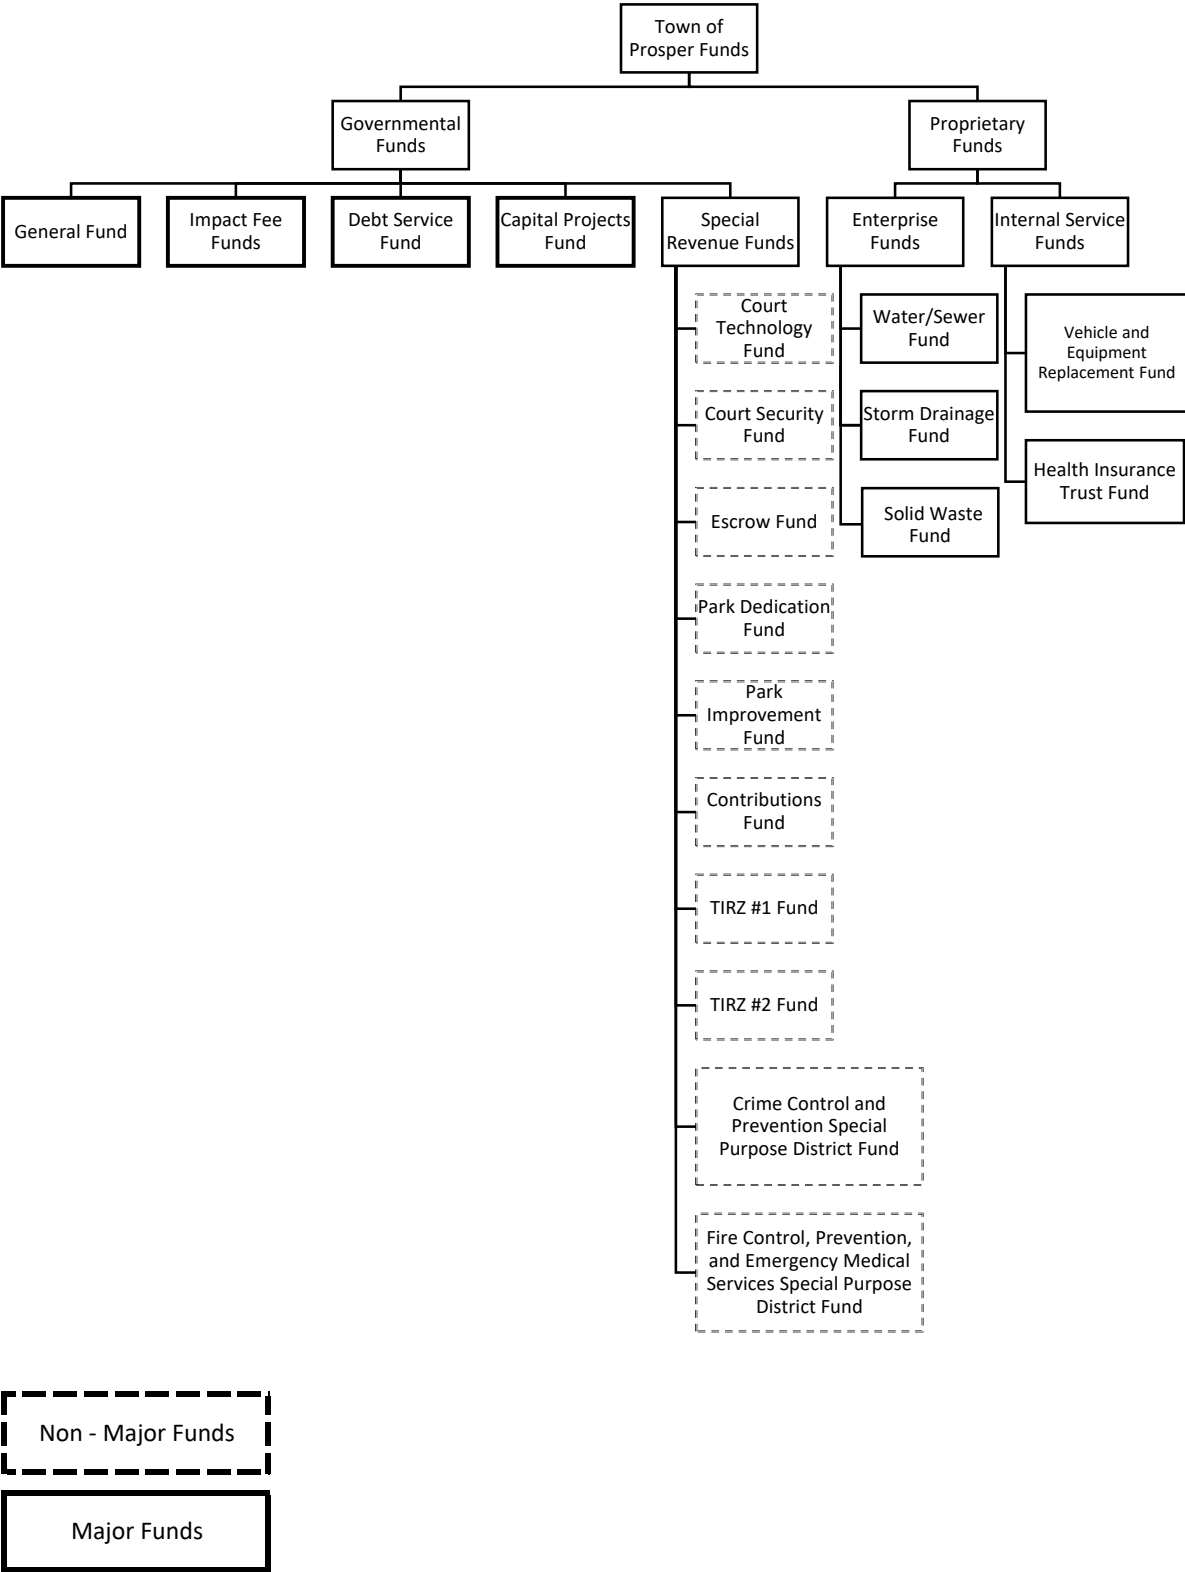 Town of
Prosper Funds
Governmental
Funds
Proprietary
Funds
General Fund
Impact Fee
Funds
Debt Service
Fund
Capital Projects
Fund
Special
Revenue Funds
Enterprise
Funds
Internal Service
Funds
Court
Technology
Fund
Court Security
Fund
Escrow Fund
Park Dedication
Fund
Park
Improvement
Fund
Contributions
Fund
TIRZ #1 Fund
TIRZ #2 Fund
Crime Control and
Prevention Special
Purpose District Fund
Fire Control, Prevention,
and Emergency Medical
Services Special Purpose
District Fund
Water/Sewer
Fund
Storm Drainage
Fund
Solid Waste
Fund
Vehicle and
Equipment
Replacement Fund
Health Insurance
Trust Fund
Non - Major Funds
Major Funds